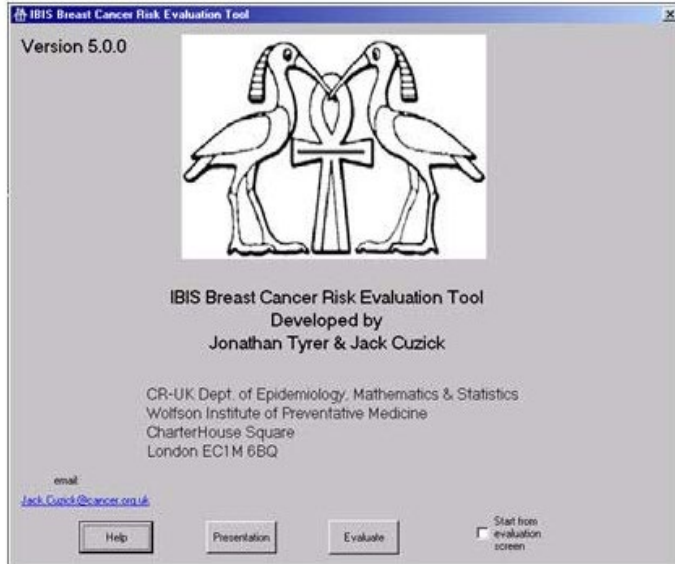 IBIS Breast Cancer Risk Evaluation Tool
Version 5.0.0
IBIS Breast Cancer Risk Evaluation Tool
Developed by
Jonathan Tyrer & Jack Cuzick
CR-UK Dept. of Epidemiology, Mathematics & Statistics
Wolfson Institute of Preventative Medicine
CharterHouse Square
London EC1M 6BQ
email:
Jack.Cuzick@cancer.org.uk
Help
Presentation
Evaluate
Start from
evaluation
screen